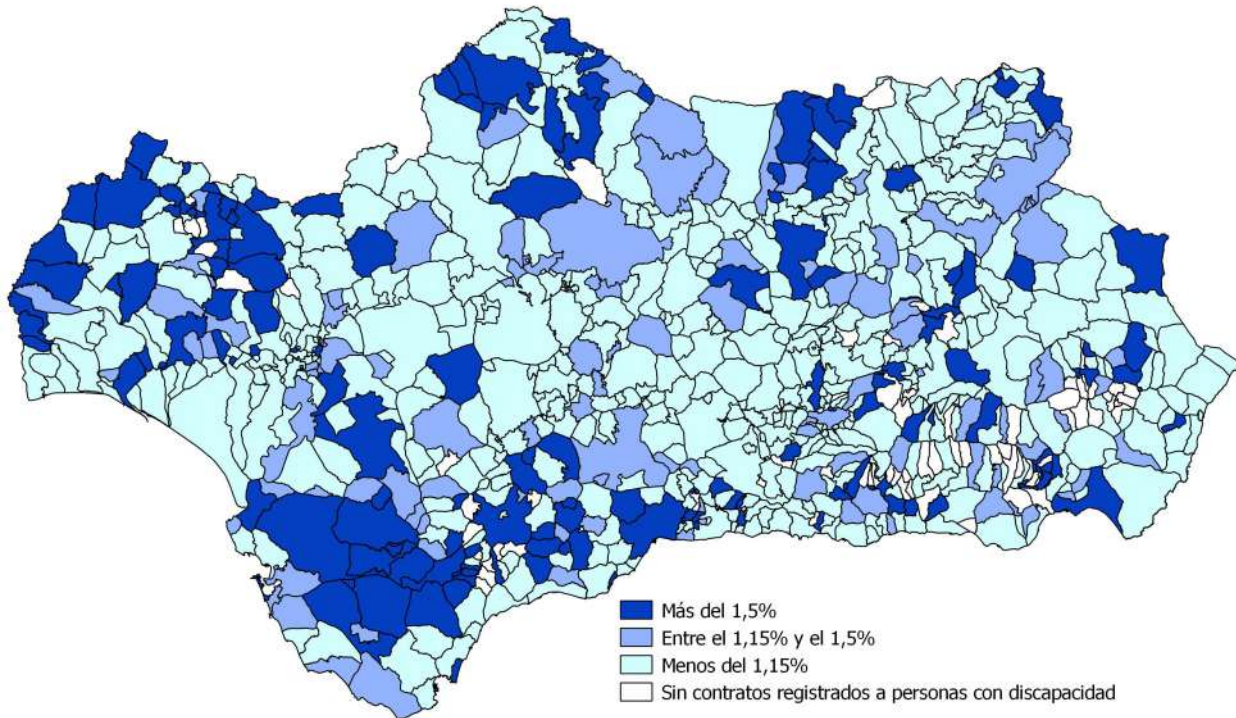 Más del 1,5%
Entre el 1,15% y el 1,5%
Menos del 1,15%
Sin contratos registrados a personas con discapacidad